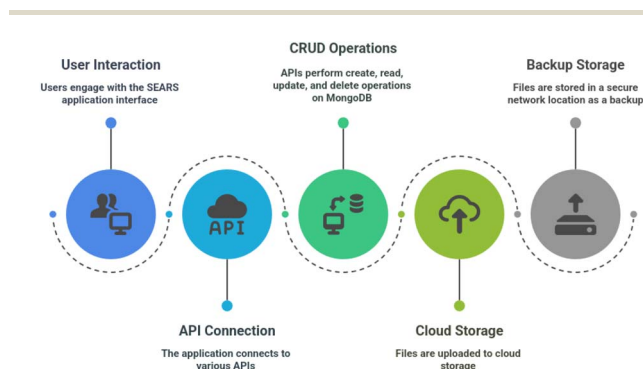 User Interaction
Users engage with the SEARS
application interface
CRUD Operations
APIs perform create, read,
update, and delete operations
on MongoDB
Backup Storage
Files are stored in a secure
network location as a backup
API
API Connection
The application connects to
various APIs
Cloud Storage
Files are uploaded to cloud
storage